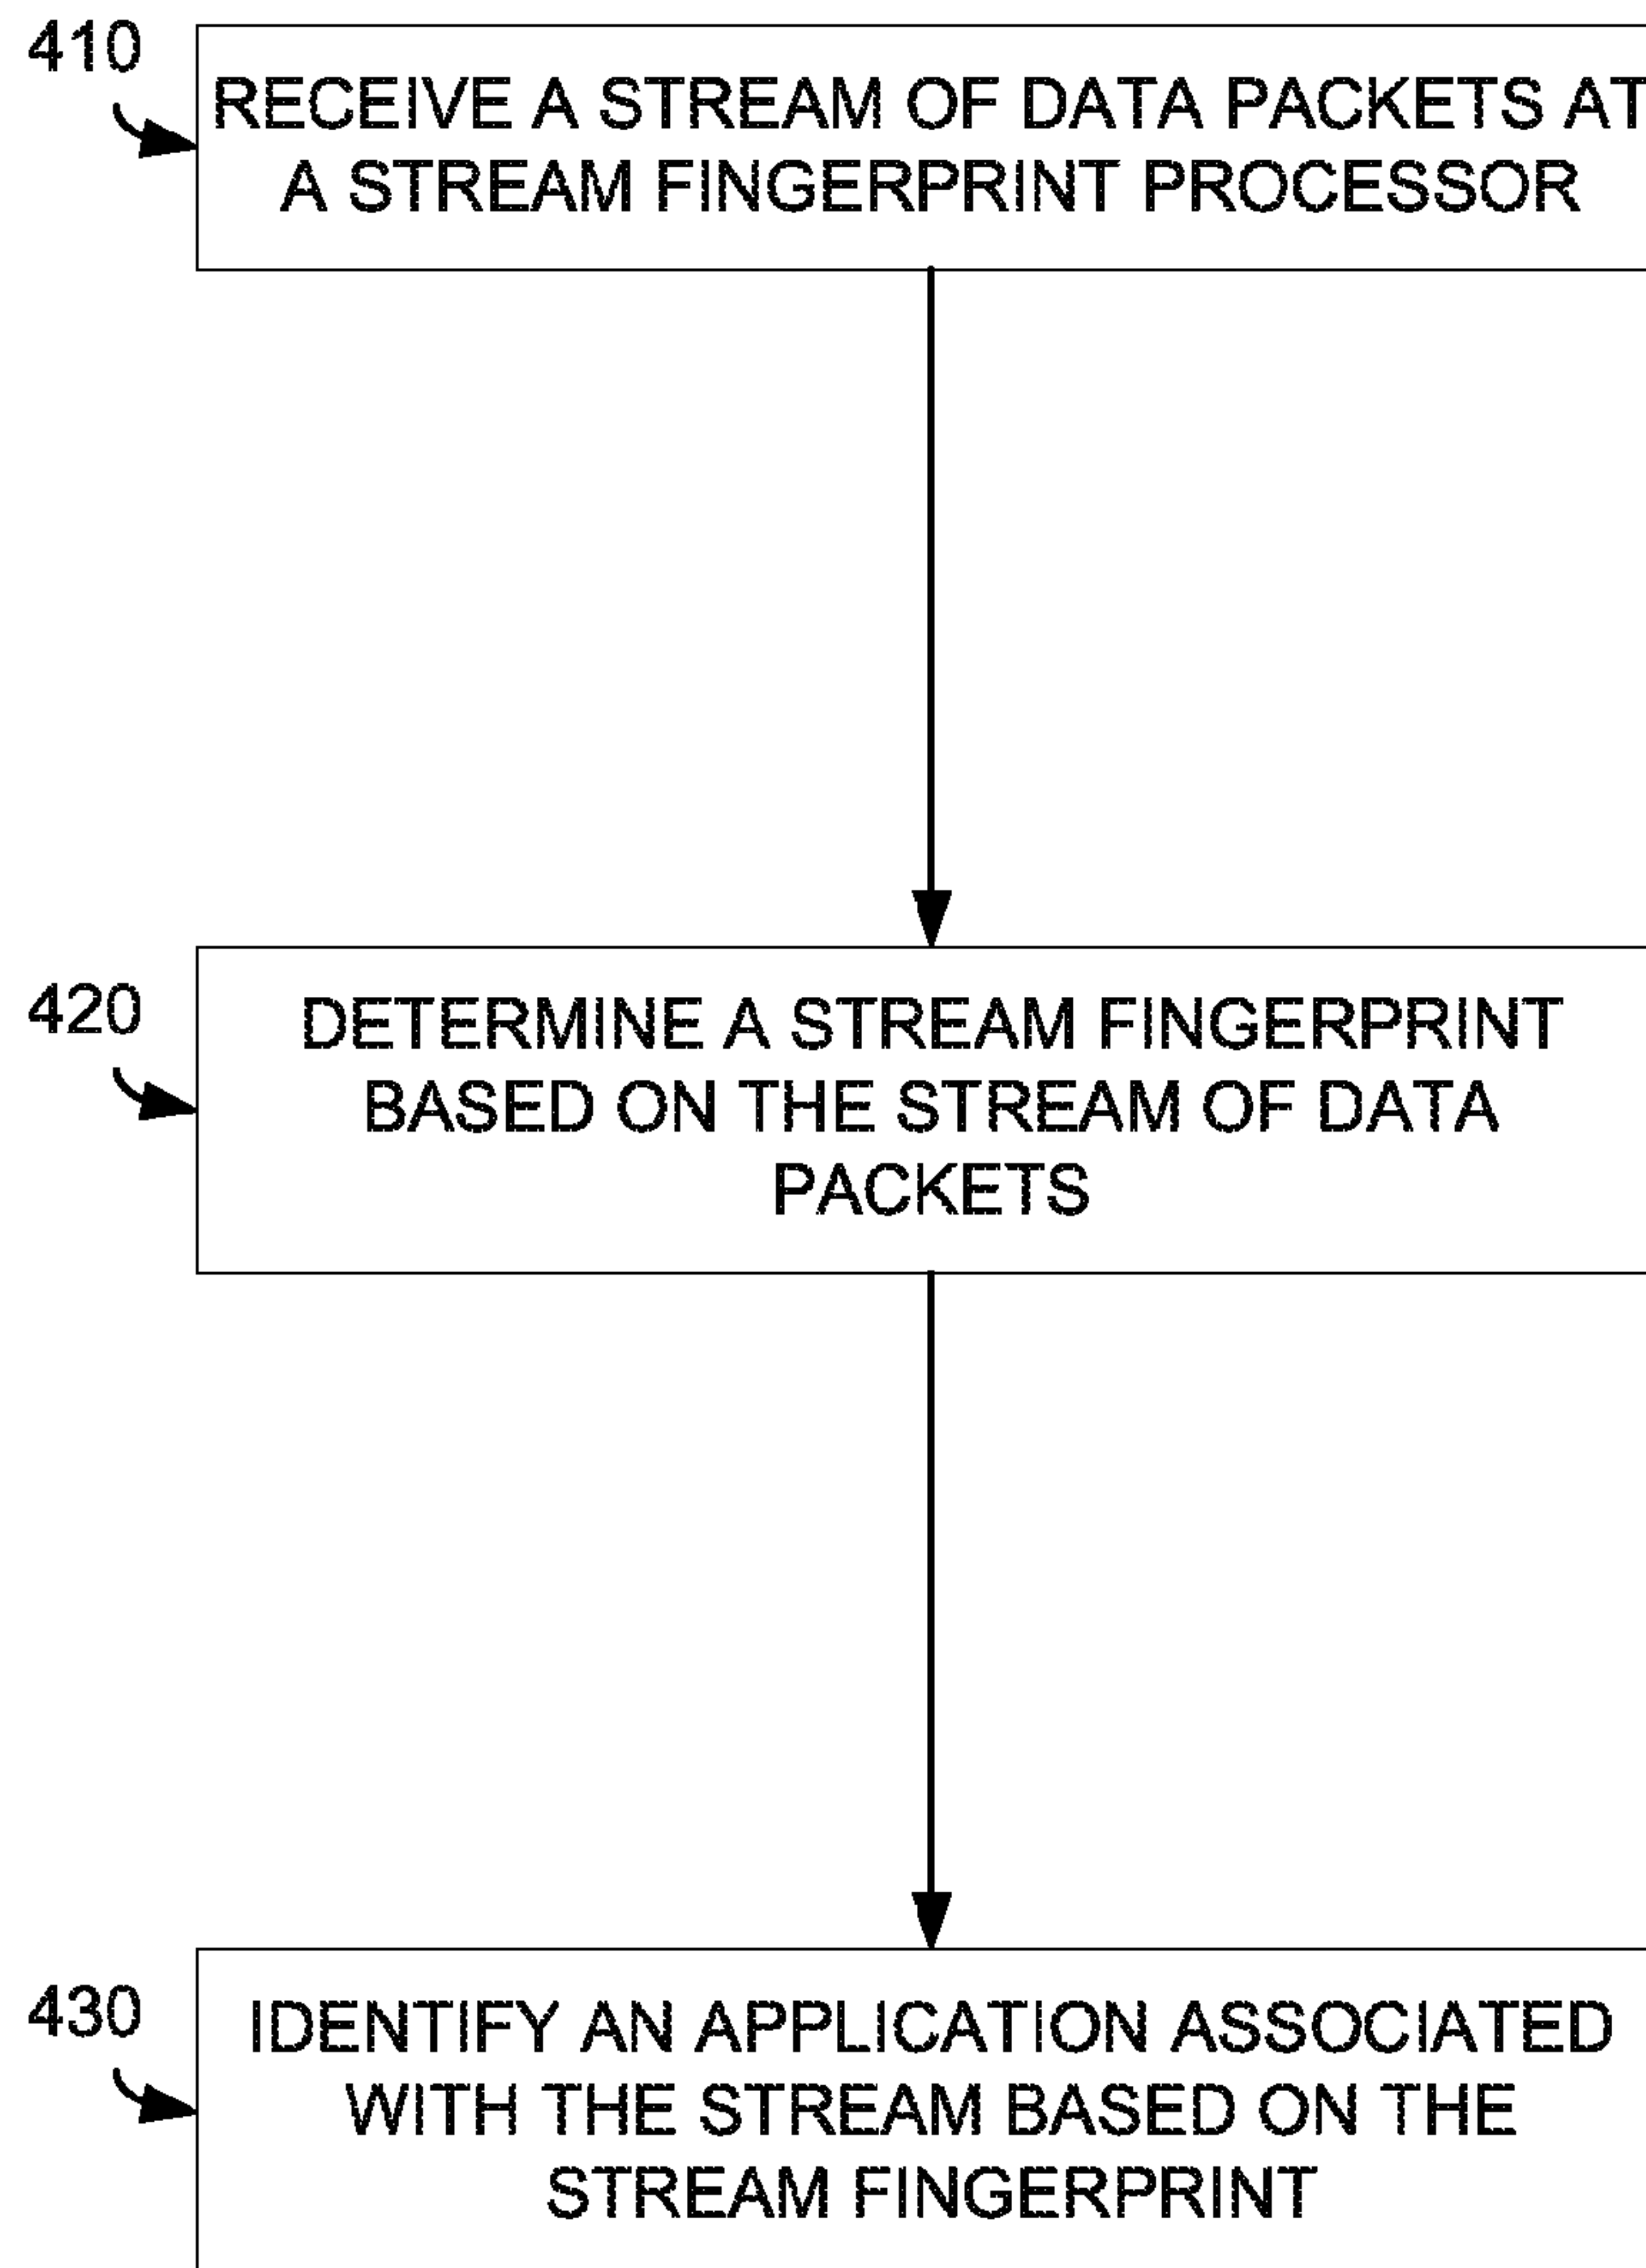 410
RECEIVE A STREAM OF DATA PACKETS AT
A STREAM FINGERPRINT PROCESSOR
420
DETERMINE A STREAM FINGERPRINT
BASED ON THE STREAM OF DATA
PACKETS
430
IDENTIFY AN APPLICATION ASSOCIATED
WITH THE STREAM BASED ON THE
STREAM FINGERPRINT